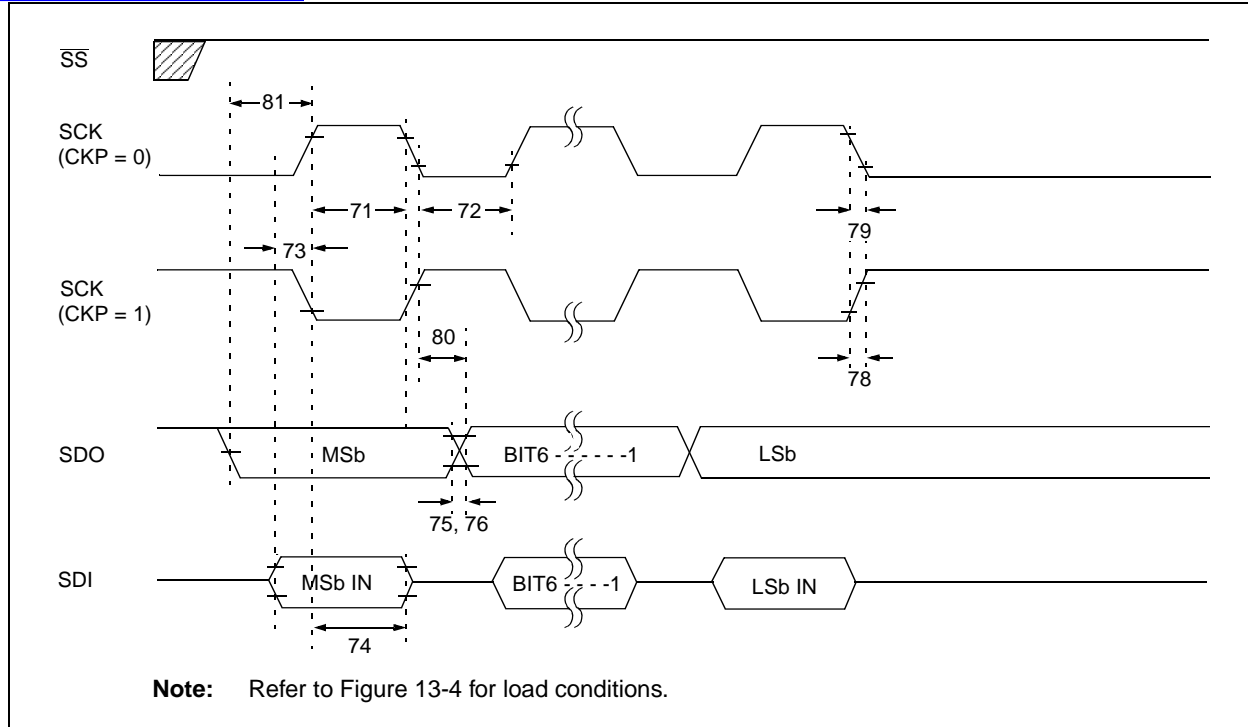 SS
81
SCK
(CKP = 0)
71
72
79
73
SCK
(CKP = 1)
80
78
SDO
MSb
BIT6 - - - - - -1
LSb
75, 76
SDI
MSb IN
BIT6 - - - -1
LSb IN
74
Note: Refer to Figure 13-4 for load conditions.